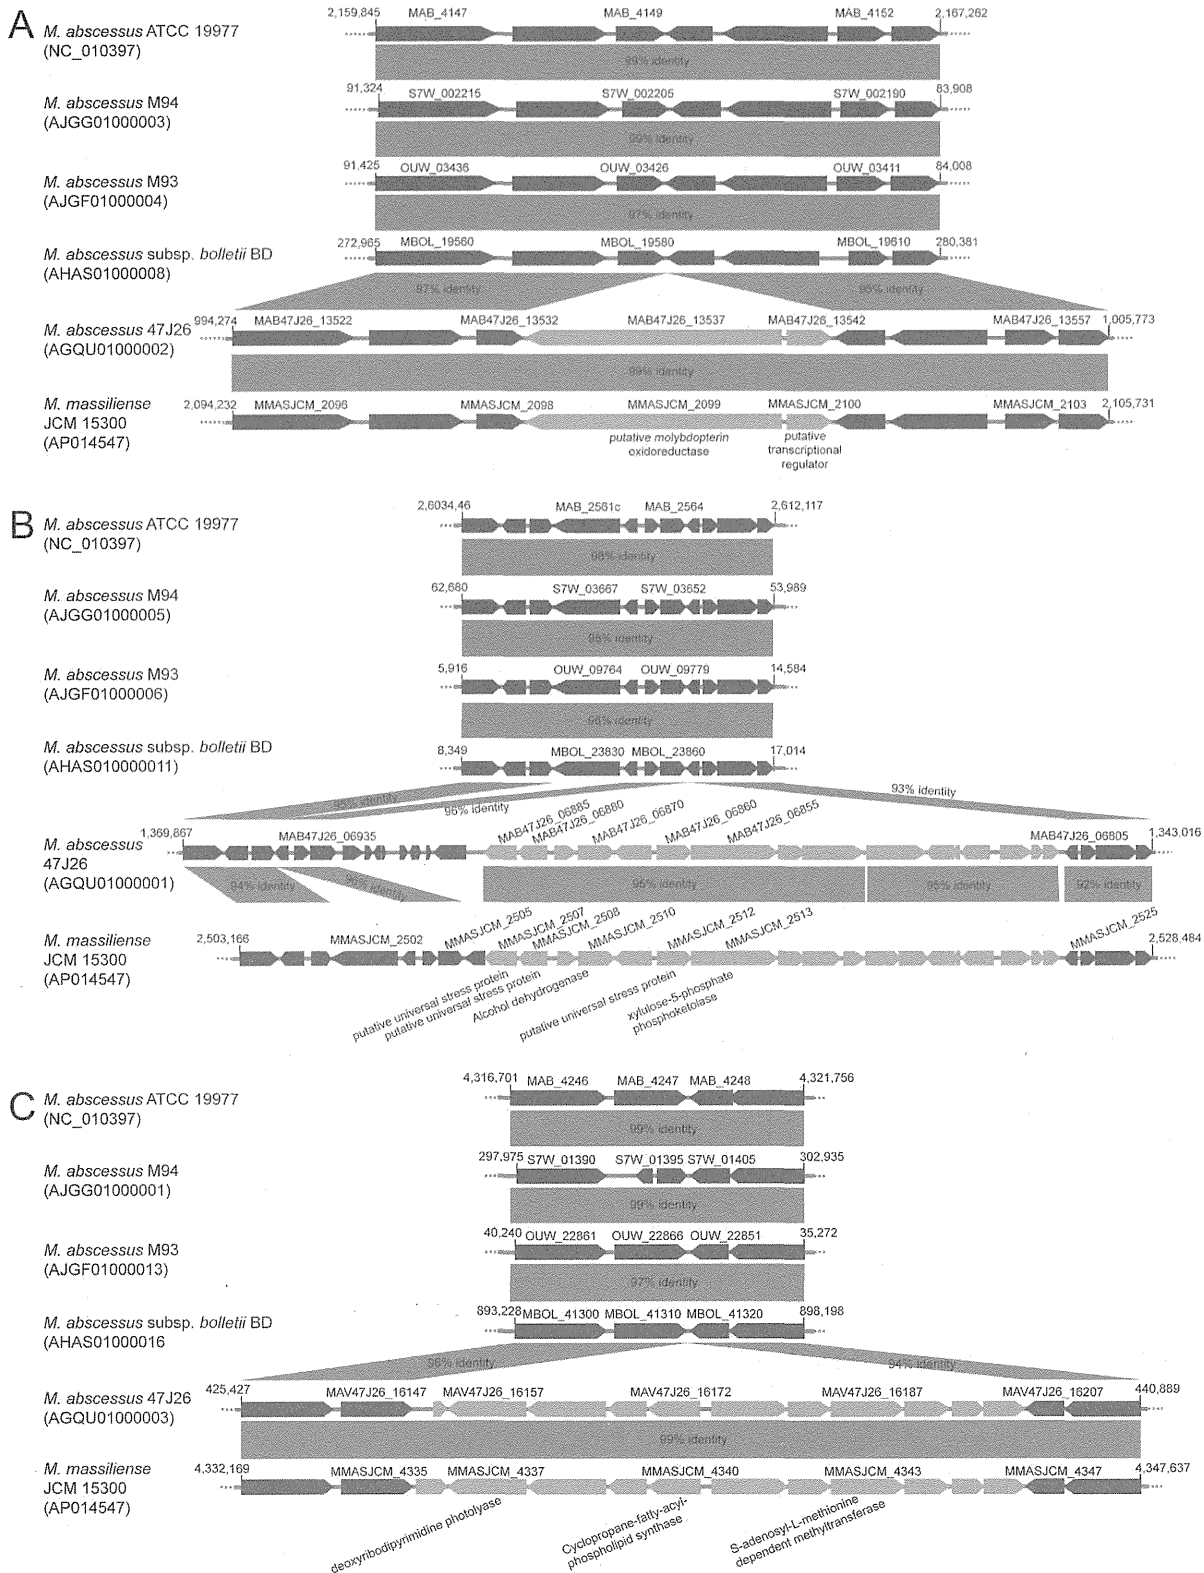 A
M. abscessus ATCC 19977
(NC_010397)
2,159,845 MAB_4147 MAB_4149 MAB_4152 2,167,262
99% identity
M. abscessus M94
(AJGG01000003)
91,324 S7W_002215 S7W_002205 S7W_002190 83,908
99% identity
M. abscessus M93
(AJGF01000004)
91,425 OUW_03436 OUW_03426 OUW_03411 84,008
97% identity
M. abscessus subsp. bolletii BD
(AHAS01000008)
272,965 MBOL_19560 MBOL_19580 MBOL_19610 280,381
97% identity 95% identity
M. abscessus 47J26
(AGQU01000002)
994,274 MAB47J26_13522 MAB47J26_13532 MAB47J26_13537 MAB47J26_13542 MAB47J26_13557 1,005,773
99% identity
M. massiliense
JCM 15300
(AP014547)
2,094,232 MMASJCM_2096 MMASJCM_2098 MMASJCM_2099 MMASJCM_2100 MMASJCM_2103 2,105,731
putative molybdopterin
oxidoreductase
putative
transcriptional
regulator
B
M. abscessus ATCC 19977
(NC_010397)
2,6034,46 MAB_2561c MAB_2564 2,612,117
98% identity
M. abscessus M94
(AJGG01000005)
62,680 S7W_03667 S7W_03652 53,989
96% identity
M. abscessus M93
(AJGF01000006)
5,916 OUW_09764 OUW_09779 14,584
96% identity
M. abscessus subsp. bolletii BD
(AHAS010000011)
8,349 MBOL_23830 MBOL_23860 17,014
95% identity 96% identity 93% identity
M. abscessus
47J26
(AGQU01000001)
1,369,867 MAB47J26_06935 MAB47J26_06885 MAB47J26_06880 MAB47J26_06870 MAB47J26_06860 MAB47J26_06855 MAB47J26_06805 1,343,016
94% identity identity 95% identity 95% identity 92% identity
M. massiliense
JCM 15300
(AP014547)
2,503,166 MMASJCM_2502 MMASJCM_2505 MMASJCM_2507 MMASJCM_2508 MMASJCM_2510 MMASJCM_2512 MMASJCM_2513 MMASJCM_2525 2,528,484
putative universal stress protein
putative universal stress protein
Alcohol dehydrogenase
putative universal stress protein
xylulose-5-phosphate
phosphoketolase
C
M. abscessus ATCC 19977
(NC_010397)
4,316,701 MAB_4246 MAB_4247 MAB_4248 4,321,756
99% identity
M. abscessus M94
(AJGG01000001)
297,975 S7W_01390 S7W_01395 S7W_01405 302,935
99% identity
M. abscessus M93
(AJGF01000013)
40,240 OUW_22861 OUW_22866 OUW_22851 35,272
97% identity
M. abscessus subsp. bolletii BD
(AHAS01000016
893,228 MBOL_41300 MBOL_41310 MBOL_41320 898,198
96% identity 94% identity
M. abscessus 47J26
(AGQU01000003)
425,427 MAV47J26_16147 MAV47J26_16157 MAV47J26_16172 MAV47J26_16187 MAV47J26_16207 440,889
99% identity
M. massiliense
JCM 15300
(AP014547)
4,332,169 MMASJCM_4335 MMASJCM_4337 MMASJCM_4340 MMASJCM_4343 MMASJCM_4347 4,347,637
deoxyribodipyrimidine photolyase
Cyclopropane-fatty-acyl-
phospholipid synthase
S-adenosyl-L-methionine
dependent methyltransferase